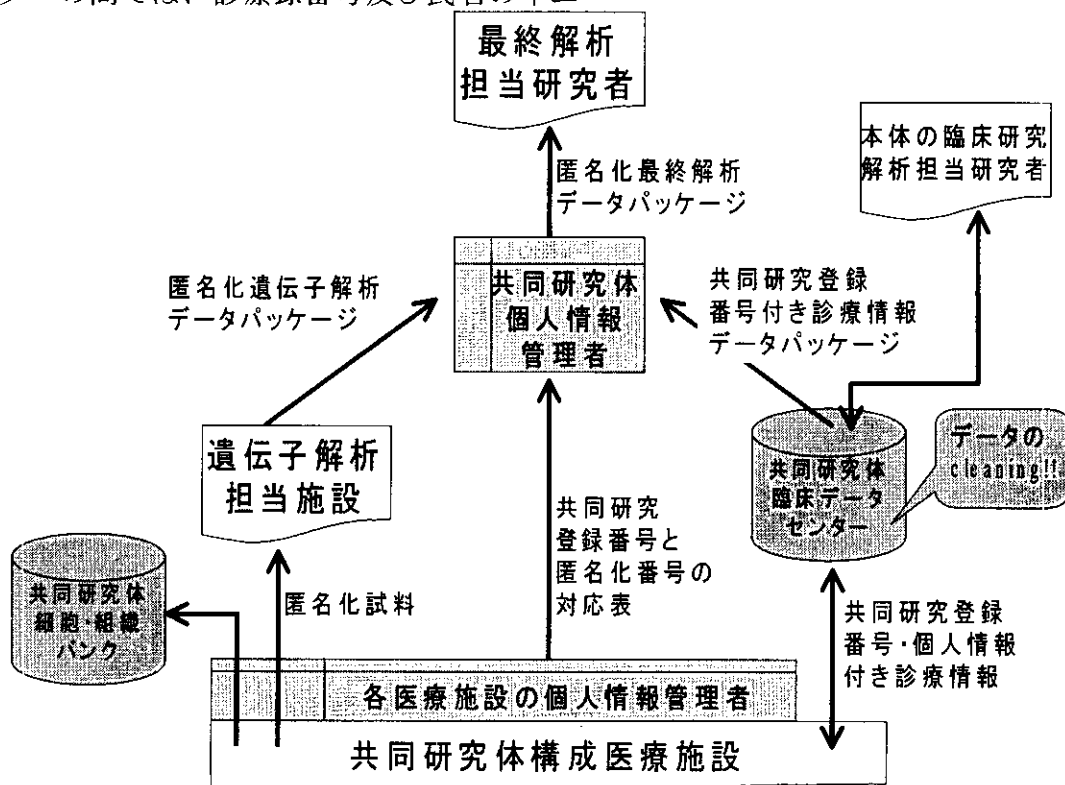 最終解析
担当研究者
本体の臨床研究
解析担当研究者
匿名化最終解析
データパッケージ
共同研究体
個人情報
管理者
匿名化遺伝子解析
データパッケージ
共同研究登録
番号付き診療情報
データパッケージ
遺伝子解析
担当施設
共同研究体
臨床データ
センター
データの
cleaning!!
共同研究
登録番号と
匿名化番号の
対応表
共同研究体
細胞・組織
バンク
匿名化試料
共同研究登録
番号・個人情報
付き診療情報
各医療施設の個人情報管理者
共同研究体構成医療施設